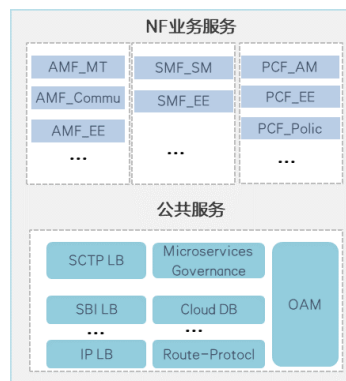 NF业务服务
AMF_MT
AMF_Commu
AMF_EE
...
SMF_SM
SMF_EE
...
PCF_AM
PCF_EE
PCF_Polic
...
公共服务
SCTP LB
SBI LB
...
IP LB
Microservices
Governance
Cloud DB
...
Route-Protocl
OAM